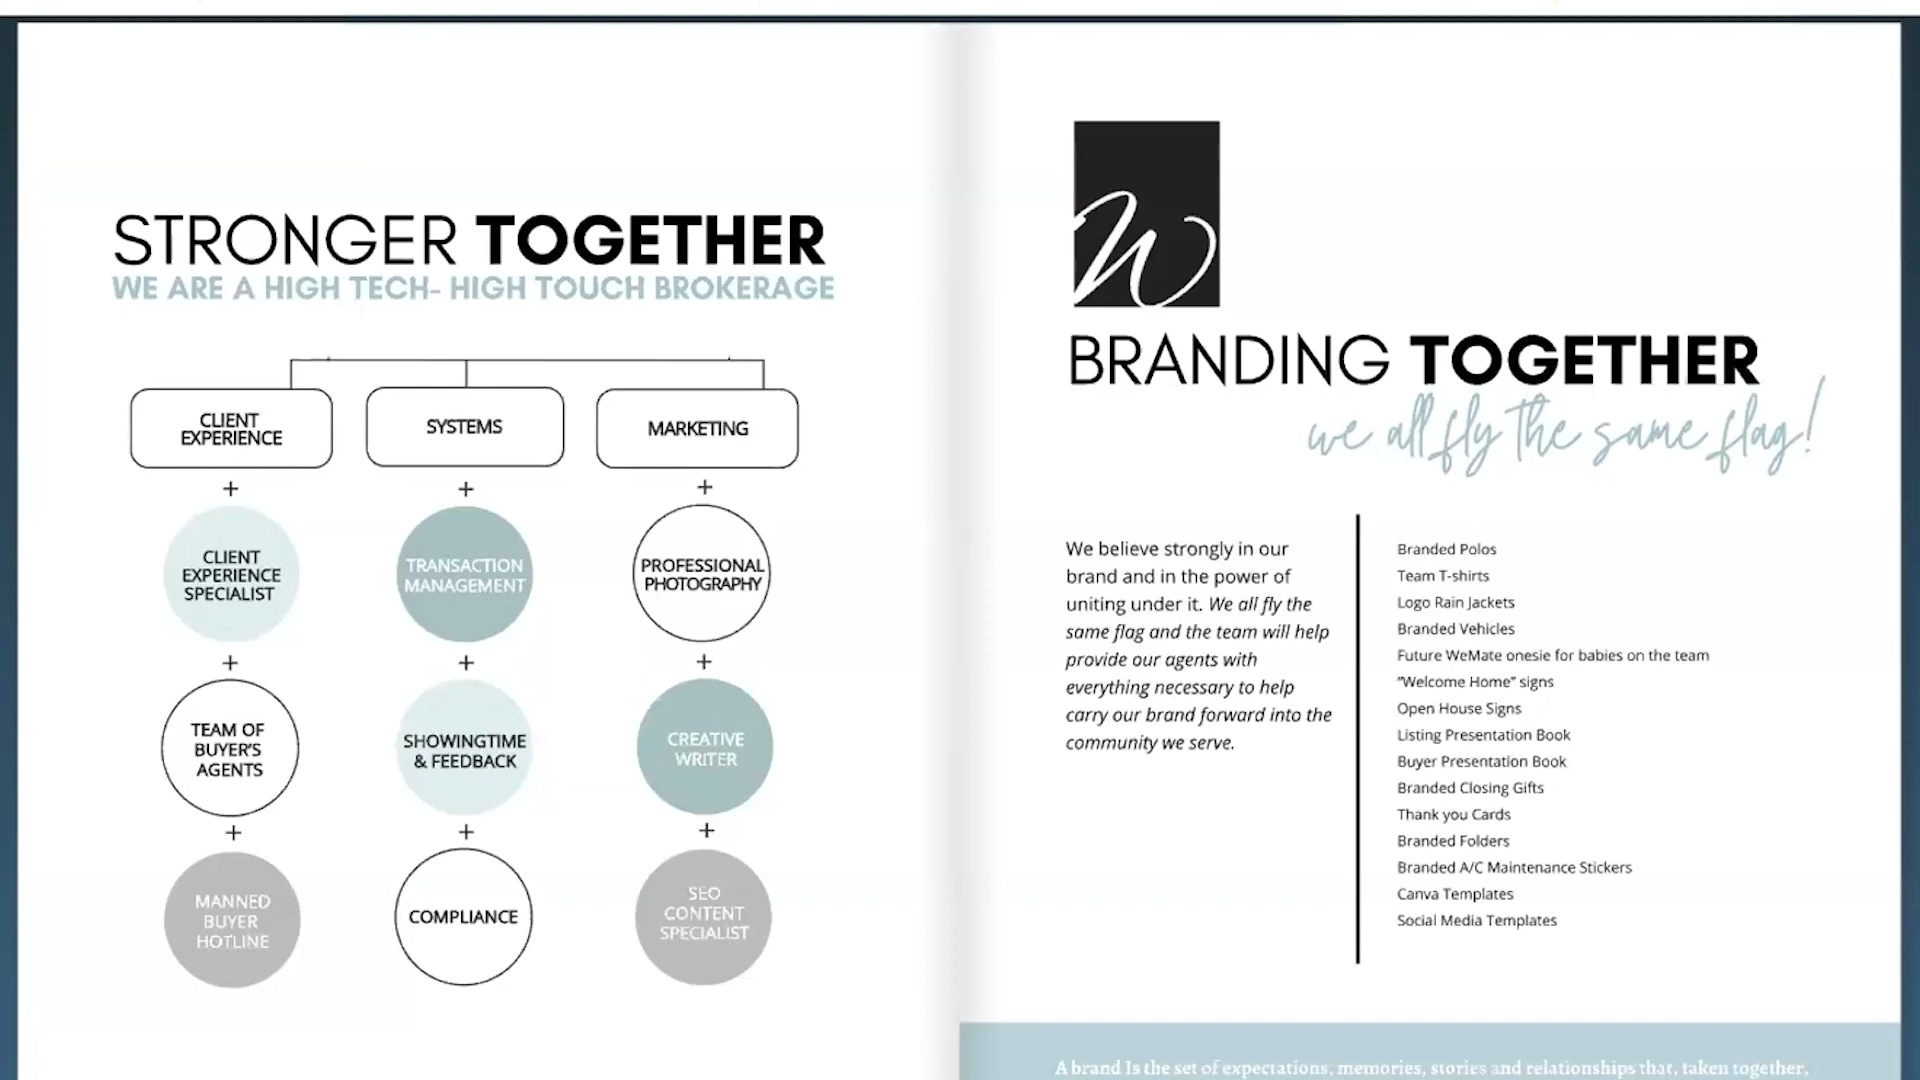 STRONGER TOGETHER
WE ARE A HIGH TECH- HIGH TOUCH BROKERAGE
CLIENT
EXPERIENCE
+
CLIENT
EXPERIENCE
SPECIALIST
+
TEAM OF
BUYER'S
AGENTS
+
MANNED
BUYER
HOTLINE
SYSTEMS
+
TRANSACTION
MANAGEMENT
+
SHOWINGTIME
& FEEDBACK
+
COMPLIANCE
MARKETING
+
PROFESSIONAL
PHOTOGRAPHY
+
CREATIVE
WRITER
+
SEO
CONTENT
SPECIALIST
W
BRANDING TOGETHER
we all fly the same flag!
We believe strongly in our
brand and in the power of
uniting under it. We all fly the
same flag and the team will help
provide our agents with
everything necessary to help
carry our brand forward into the
community we serve.
Branded Polos
Team T-shirts
Logo Rain Jackets
Branded Vehicles
Future WeMate onesie for babies on the team
"Welcome Home" signs
Open House Signs
Listing Presentation Book
Buyer Presentation Book
Branded Closing Gifts
Thank you Cards
Branded Folders
Branded A/C Maintenance Stickers
Canva Templates
Social Media Templates
A brand Is the set of expectations, memories, stories and relationships that, taken together,